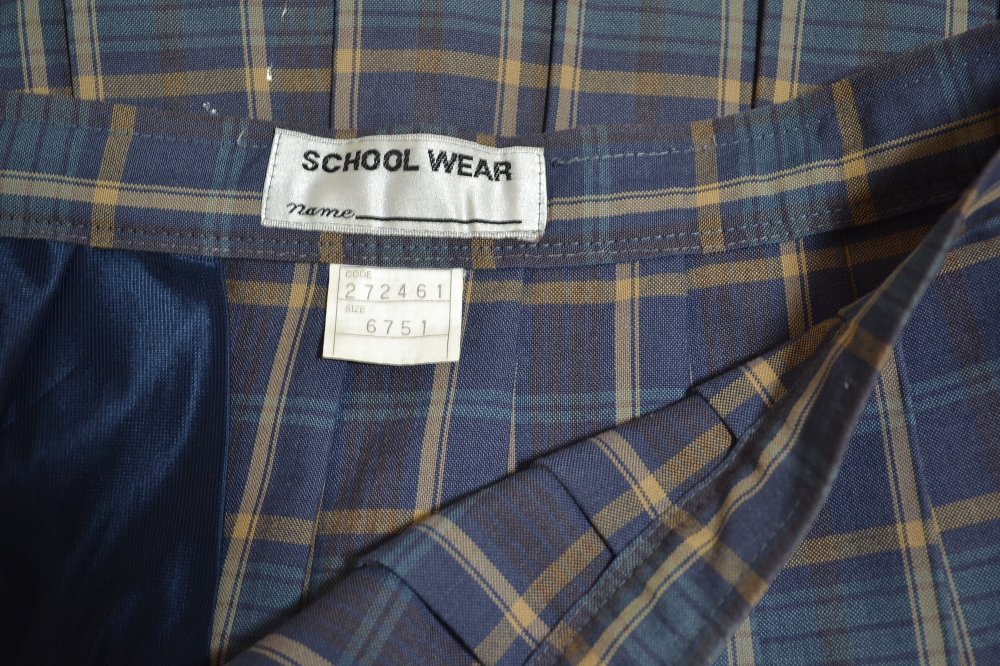 SCHOOL WEAR
name
CODE
272461
SIZE
6751